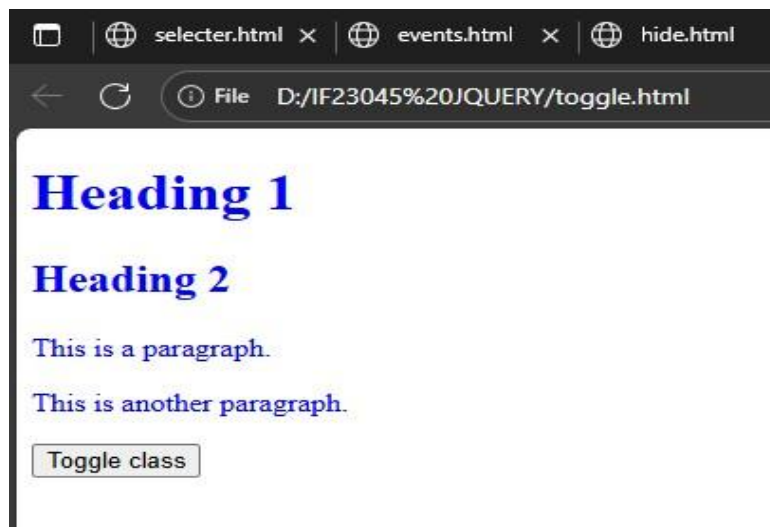 selecter.html events.html hide.html
File D:/IF23045%20JQUERY/toggle.html
Heading 1
Heading 2
This is a paragraph.
This is another paragraph.
Toggle class